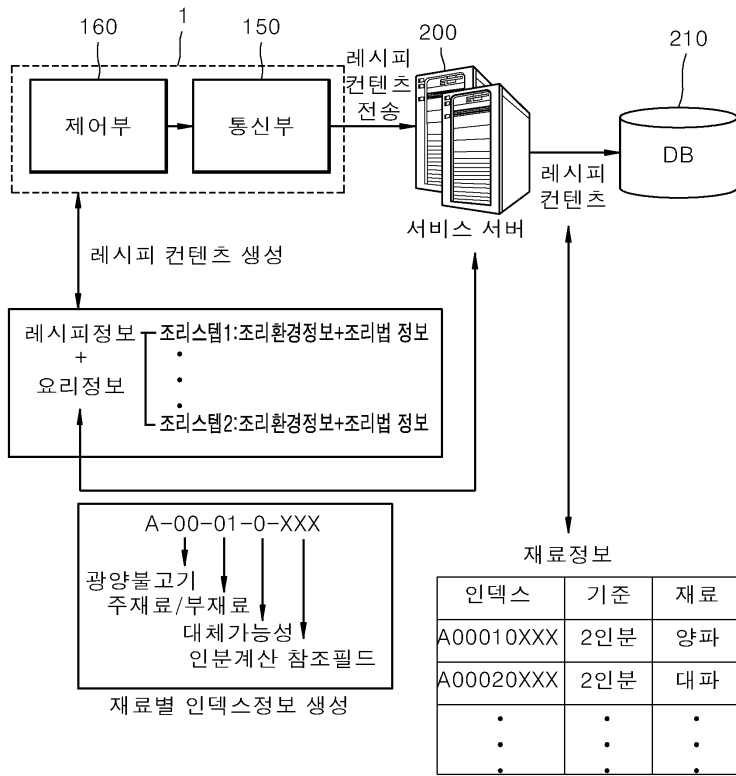 160
1
150
200
210
제어부
통신부
레시피
컨텐츠
전송
DB
레시피
컨텐츠
서비스 서버
레시피 컨텐츠 생성
레시피정보
+
요리정보
조리스텝1:조리환경정보+조리법 정보
조리스텝2:조리환경정보+조리법 정보
A-00-01-0-XXX
광양불고기
주재료/부재료
대체가능성
인분계산 참조필드
재료별 인덱스정보 생성
재료정보
인덱스 기준 재료
A00010XXX 2인분 양파
A00020XXX 2인분 대파